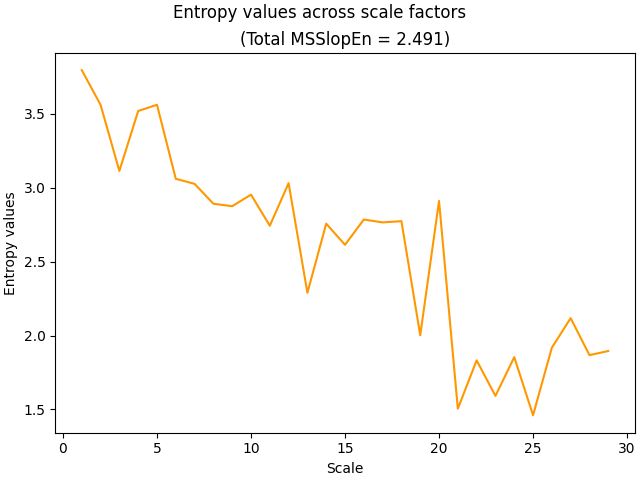 Entropy values across scale factors
(Total MSSlopEn = 2.491)
Entropy values
3.5
3.0
2.5
2.0
1.5
0 5 10 15 20 25 30
Scale